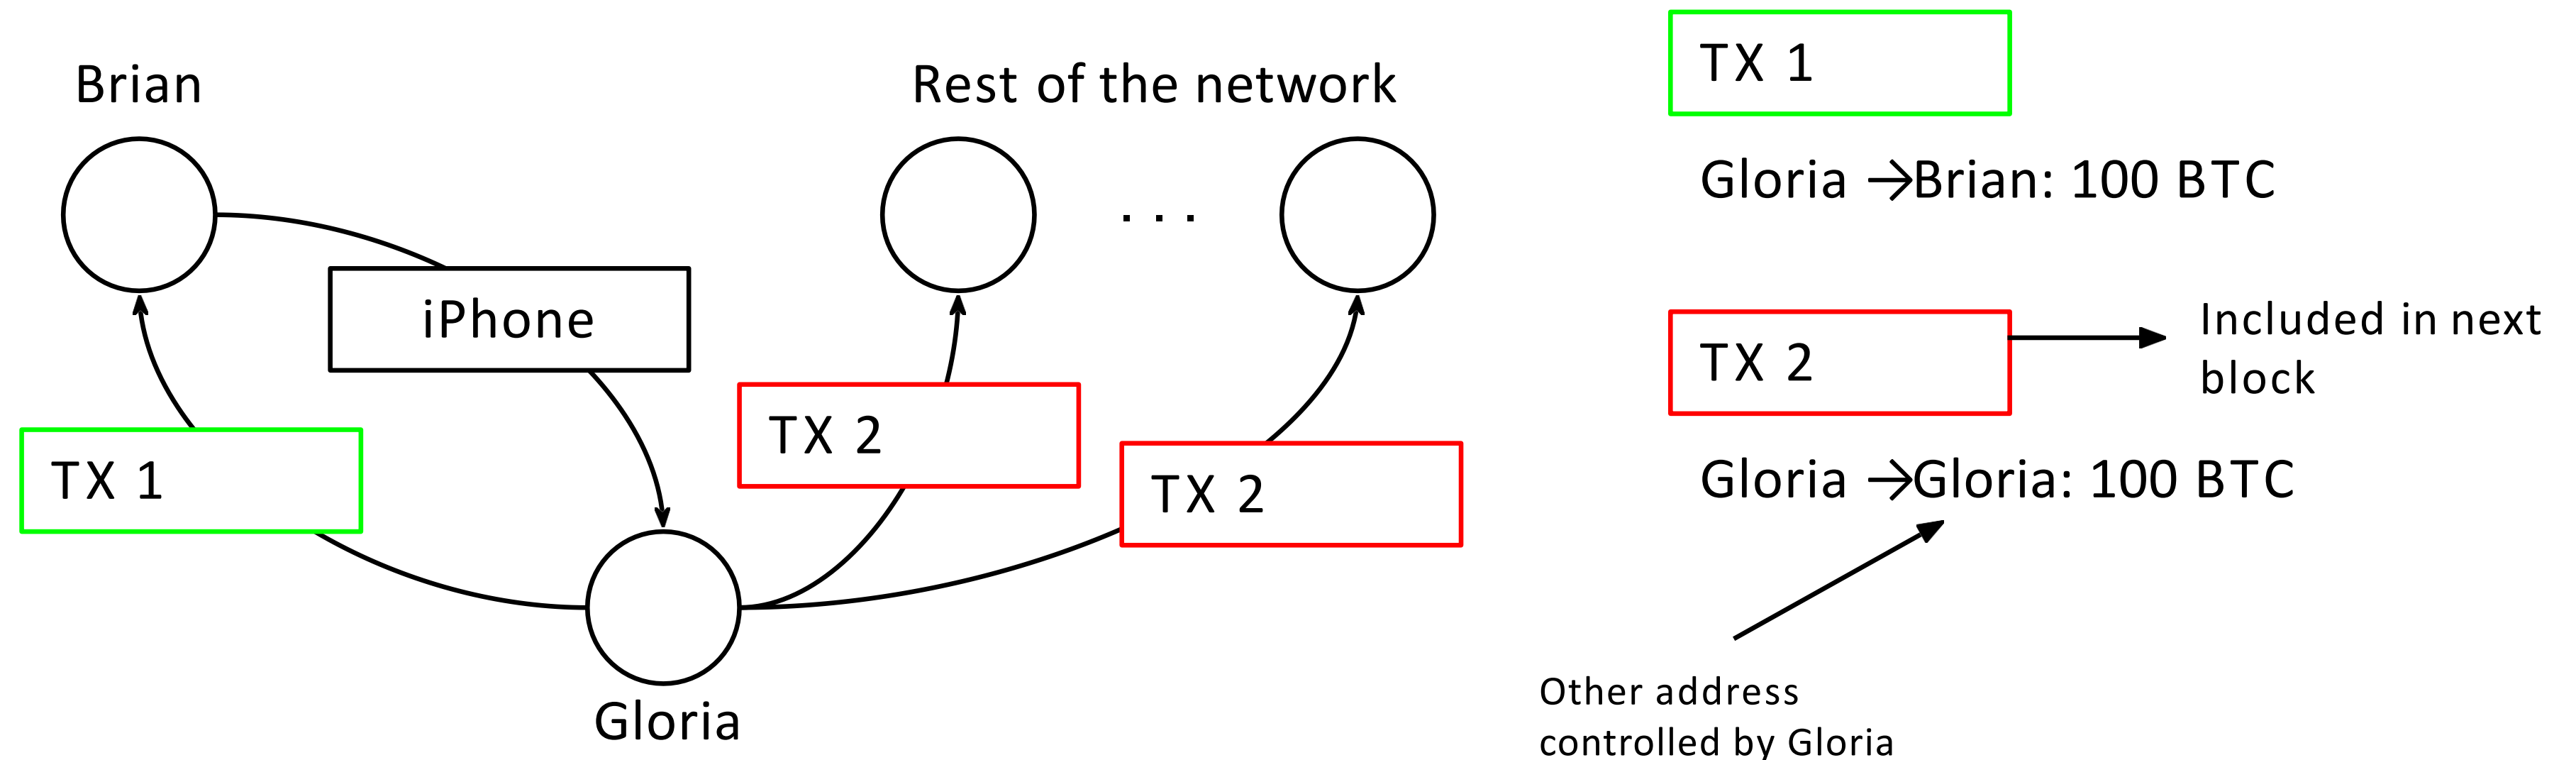 Brian
Rest of the network
. . .
iPhone
TX 1
TX 2
TX 2
Gloria
TX 1
Gloria →Brian: 100 BTC
TX 2
Included in next
block
Gloria →Gloria: 100 BTC
Other address
controlled by Gloria